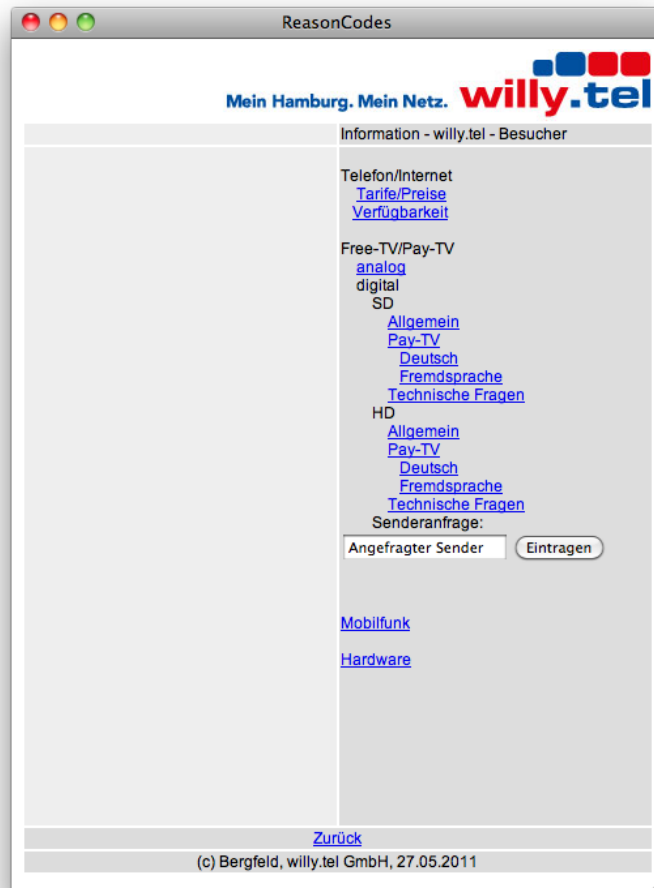 ReasonCodes
Mein Hamburg. Mein Netz. willy.tel
Information - willy.tel - Besucher
Telefon/Internet
Tarife/Preise
Verfügbarkeit
Free-TV/Pay-TV
analog
digital
SD
Allgemein
Pay-TV
Deutsch
Fremdsprache
Technische Fragen
HD
Allgemein
Pay-TV
Deutsch
Fremdsprache
Technische Fragen
Senderanfrage:
Angefragter Sender Eintragen
Mobilfunk
Hardware
Zurück
(c) Bergfeld, willy.tel GmbH, 27.05.2011